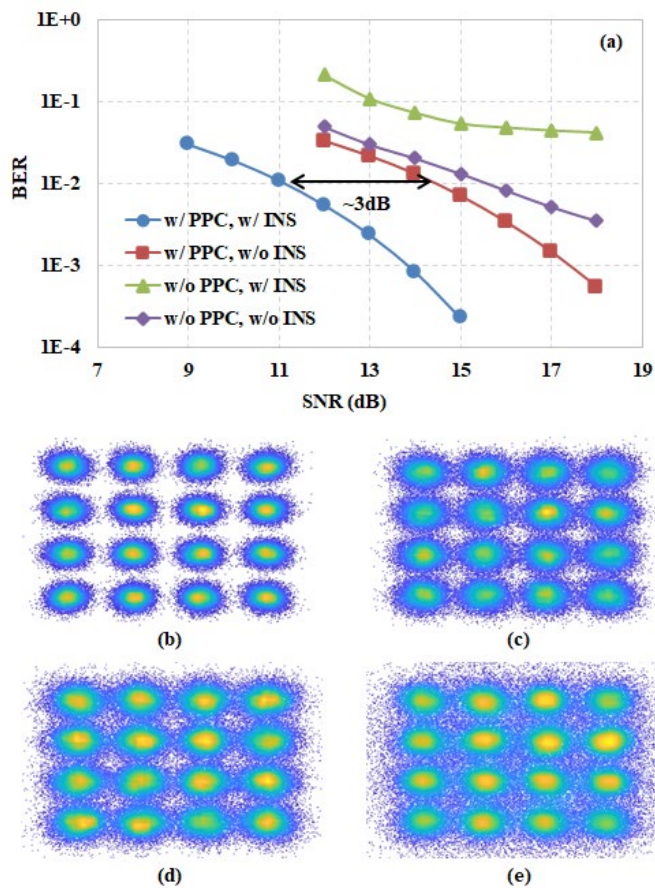 1E+0
(a)
1E-1
BER
1E-2
~3dB
w/ PPC, w/ INS
w/ PPC, w/o INS
1E-3
w/o PPC, w/ INS
w/o PPC, w/o INS
1E-4
7 9 11 13 15 17 19
SNR (dB)
(b) (c)
(d) (e)